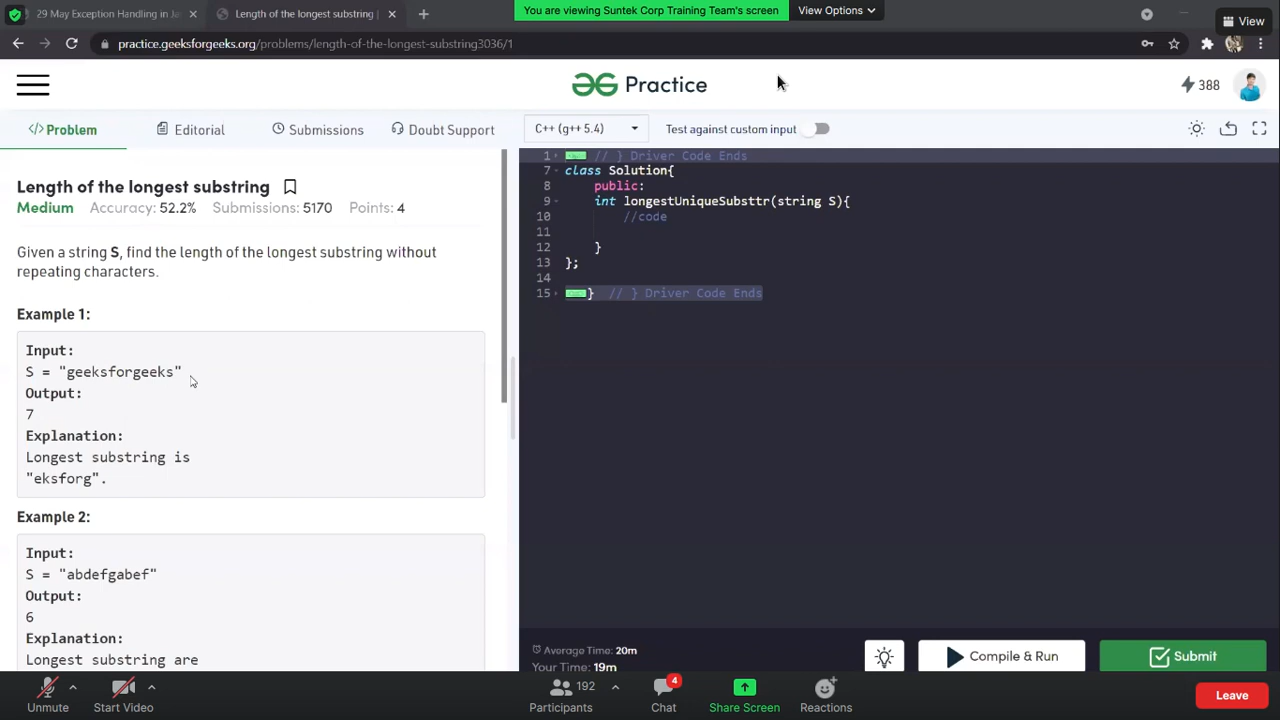 29 May Exception Handling in Ja
Length of the longest substring |
You are viewing Suntek Corp Training Team's screen
View Options
View
practice.geeksforgeeks.org/problems/length-of-the-longest-substring3036/1
Practice
388
</>Problem
Editorial
Submissions
Doubt Support
C++ (g++ 5.4)
Test against custom input
Length of the longest substring
Medium Accuracy: 52.2% Submissions: 5170 Points: 4
Given a string S, find the length of the longest substring without
repeating characters.
Example 1:
Input:
S = "geeksforgeeks"
Output:
7
Explanation:
Longest substring is
"eksforg".
Example 2:
Input:
S = "abdefgabef"
Output:
6
Explanation:
Longest substring are
1 // } Driver Code Ends
7 class Solution{
8 public:
9 int longestUniqueSubsttr(string S){
10 //code
11
12 }
13 };
14
15 } // } Driver Code Ends
Average Time: 20m
Your Time: 19m
Compile & Run
Submit
Unmute
Start Video
192
Participants
4
Chat
Share Screen
Reactions
Leave